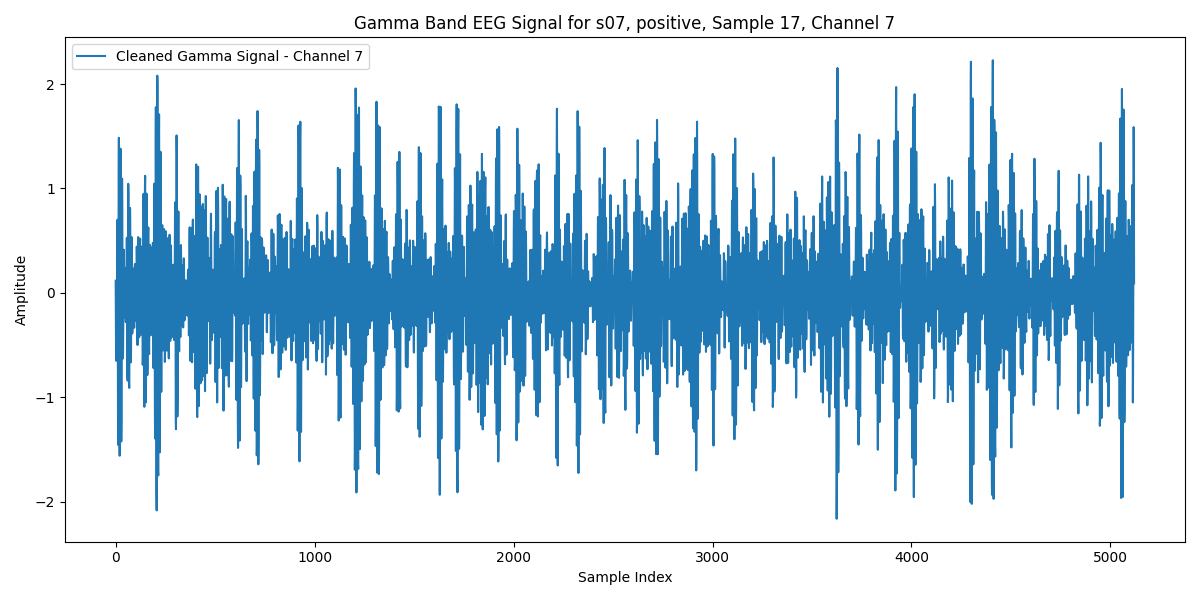 Gamma Band EEG Signal for s07, positive, Sample 17, Channel 7
Cleaned Gamma Signal - Channel 7
2
1
0
−1
−2
Amplitude
0 1000 2000 3000 4000 5000
Sample Index